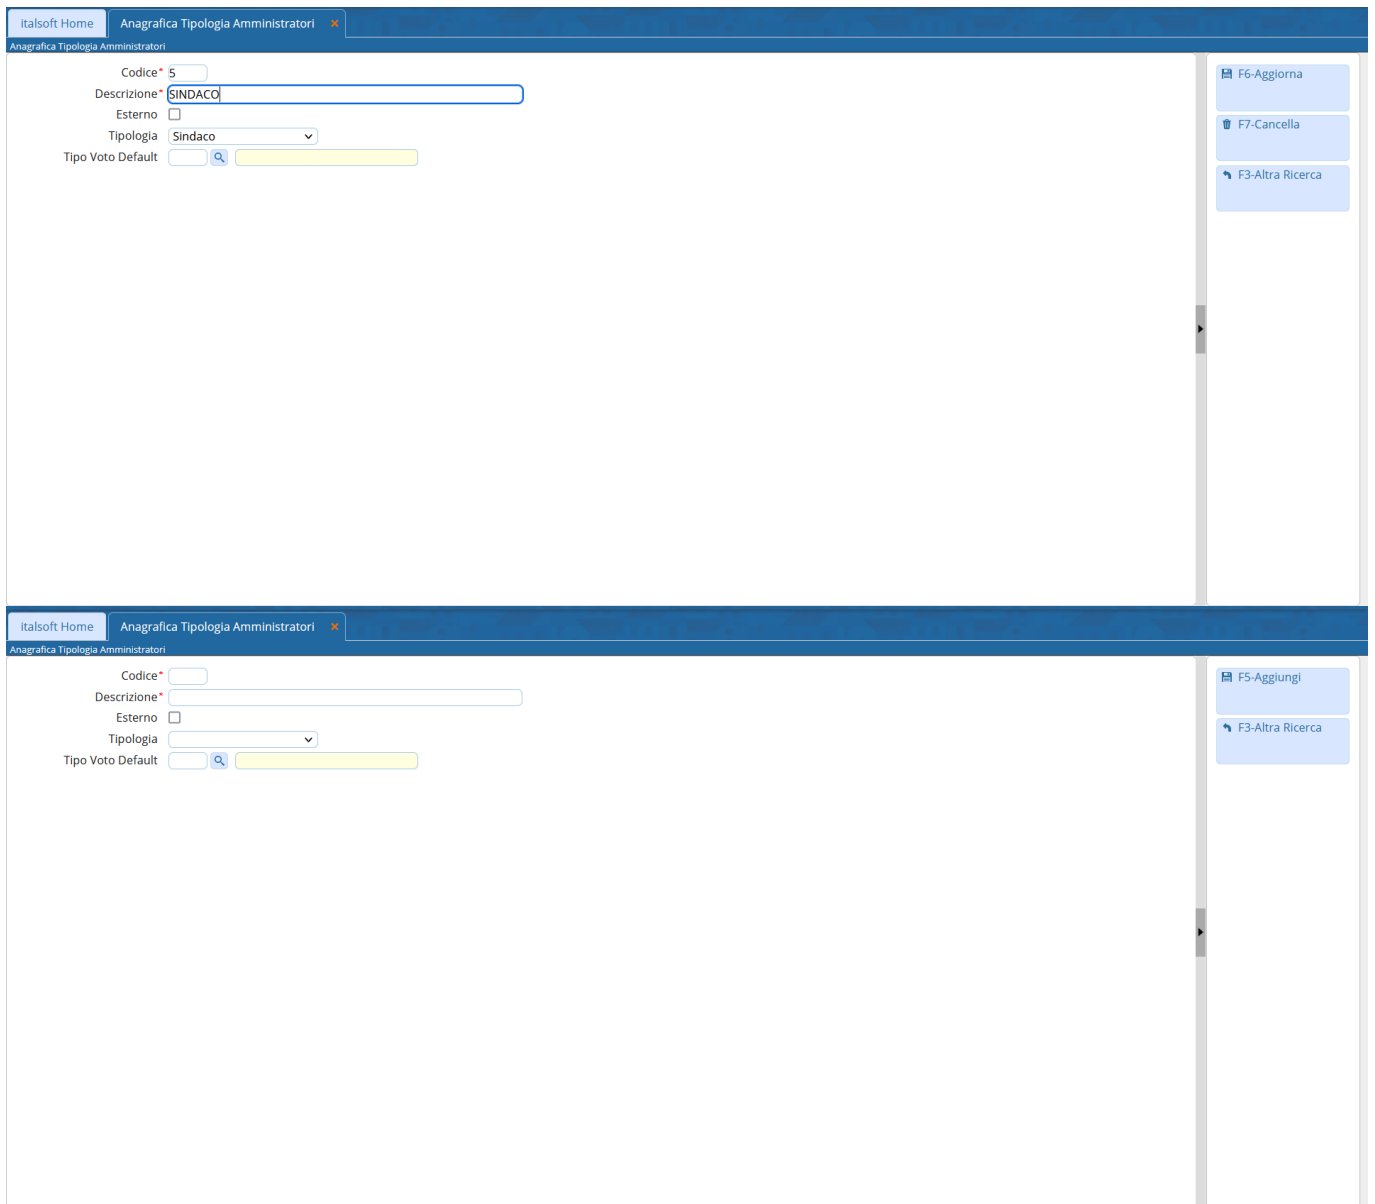 italsoft Home Anagrafica Tipologia Amministratori ×
Anagrafica Tipologia Amministratori
Codice* 5
Descrizione* SINDACO
Esterno
Tipologia Sindaco
Tipo Voto Default
F6-Aggiorna
F7-Cancella
F3-Altra Ricerca
italsoft Home Anagrafica Tipologia Amministratori ×
Anagrafica Tipologia Amministratori
Codice*
Descrizione*
Esterno
Tipologia
Tipo Voto Default
F5-Aggiungi
F3-Altra Ricerca